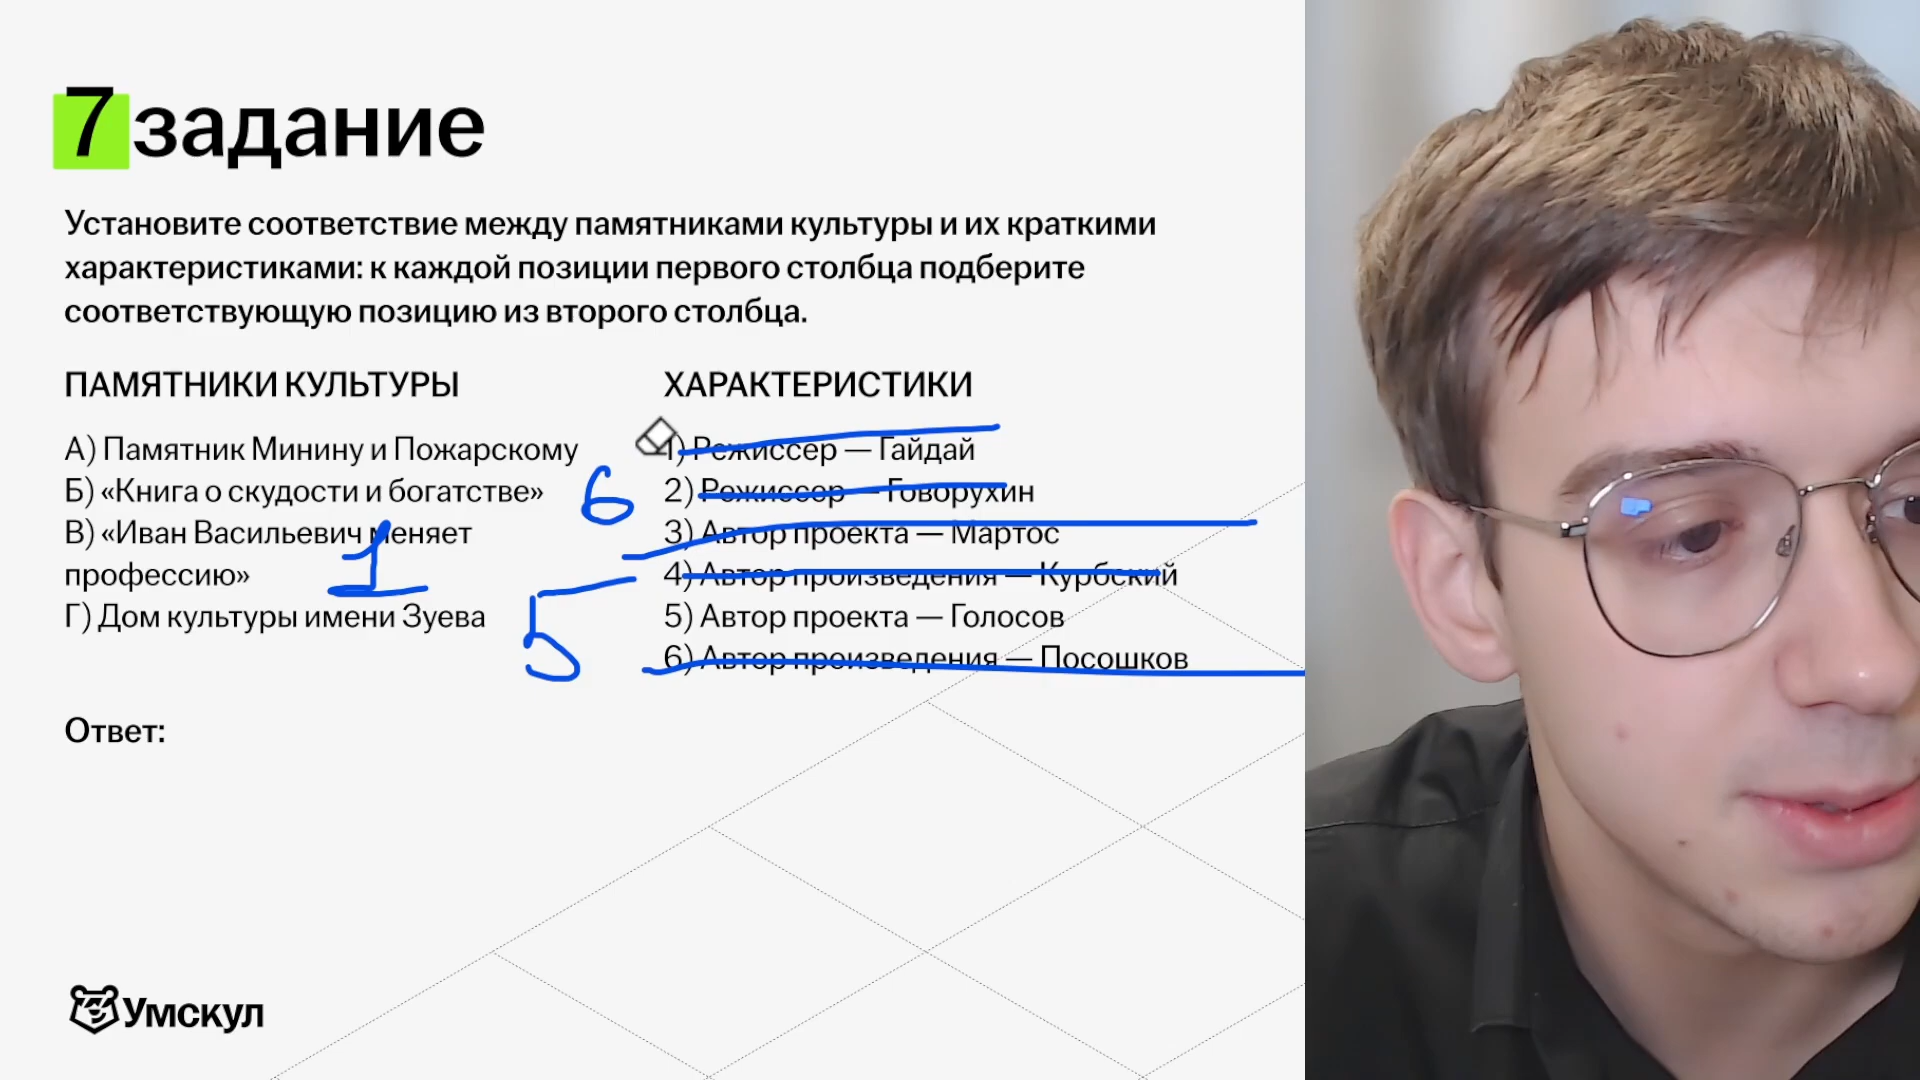 7 задание
Установите соответствие между памятниками культуры и их краткими
характеристиками: к каждой позиции первого столбца подберите
соответствующую позицию из второго столбца.
ПАМЯТНИКИ КУЛЬТУРЫ
А) Памятник Минину и Пожарскому
Б) «Книга о скудости и богатстве» 6
В) «Иван Васильевич меняет
профессию» 1
Г) Дом культуры имени Зуева 5
ХАРАКТЕРИСТИКИ
1) Режиссер — Гайдай
2) Режиссер — Говорухин
3) Автор проекта — Мартос
4) Автор произведения — Курбский
5) Автор проекта — Голосов
6) Автор произведения — Посошков
Ответ:
Умскул